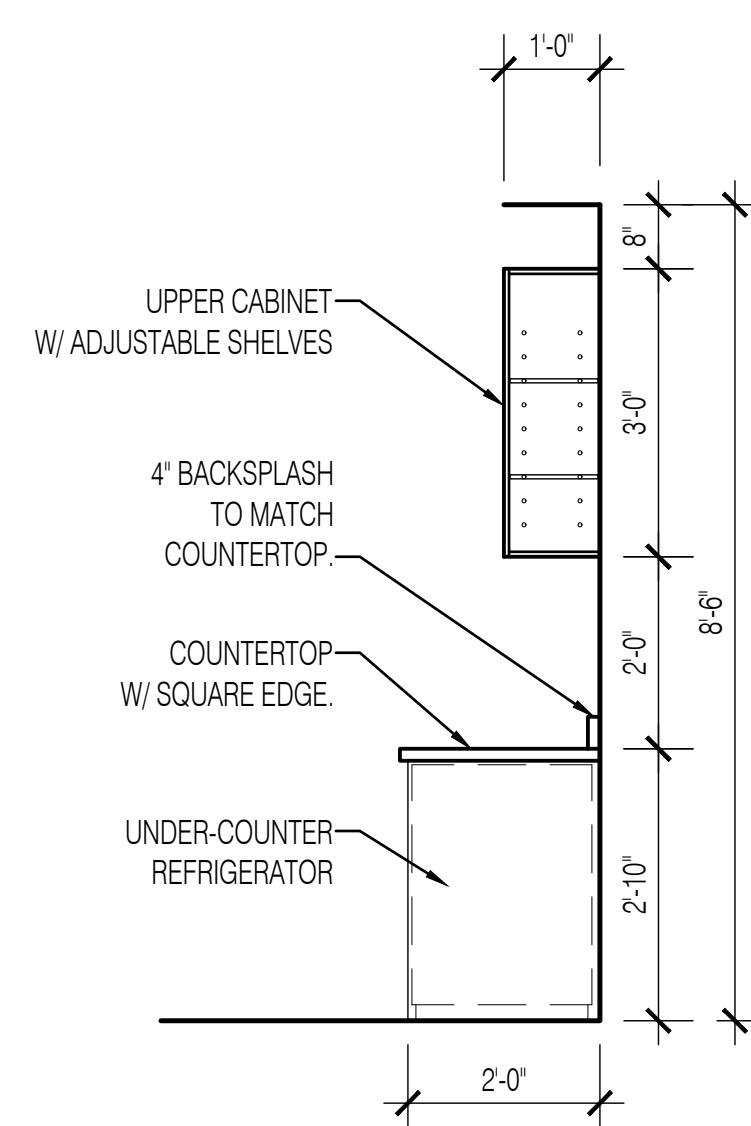 1'-0"
8"
UPPER CABINET
W/ ADJUSTABLE SHELVES
3'-0"
4" BACKSPLASH
TO MATCH
COUNTERTOP.
8'-6"
2'-0"
COUNTERTOP
W/ SQUARE EDGE.
UNDER-COUNTER
REFRIGERATOR
2'-10"
2'-0"